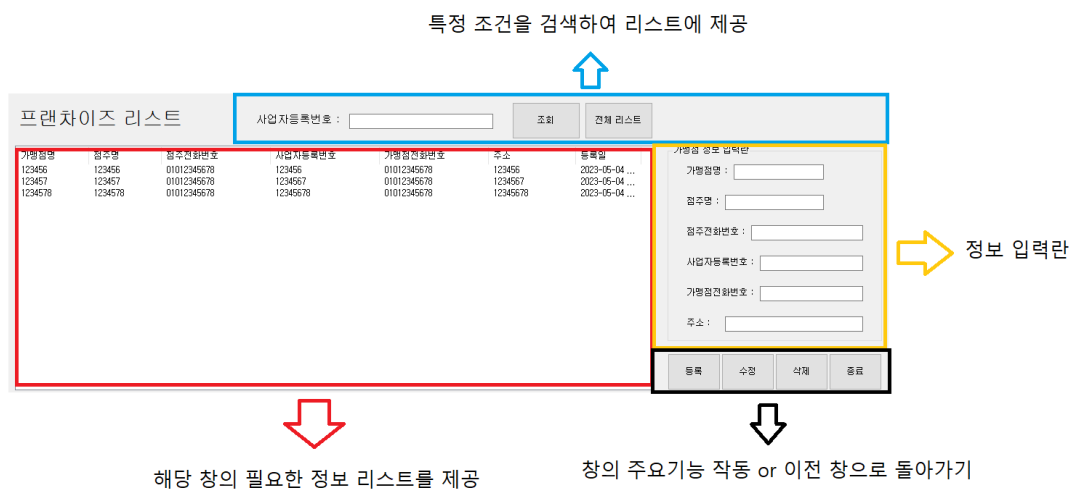 특정 조건을 검색하여 리스트에 제공
프랜차이즈 리스트
사업자등록번호 :
조회
전체 리스트
가맹점명 점주명 점주전화번호 사업자등록번호 가맹점전화번호 주소 등록일
123456 123456 01012345678 123456 01012345678 123456 2023-05-04 ...
123457 123457 01012345678 1234567 01012345678 1234567 2023-05-04 ...
1234578 1234578 01012345678 12345678 01012345678 12345678 2023-05-04 ...
가맹점 정보 입력란
가맹점명 :
점주명 :
점주전화번호 :
사업자등록번호 :
가맹점전화번호 :
주소 :
정보 입력란
등록 수정 삭제 종료
해당 창의 필요한 정보 리스트를 제공
창의 주요기능 작동 or 이전 창으로 돌아가기